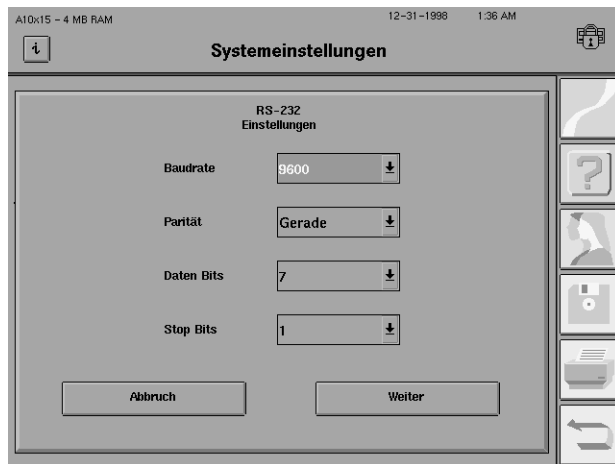 A10x15 - 4 MB RAM 12-31-1998 1:36 AM
i Systemeinstellungen
RS-232
Einstellungen
Baudrate 9600
Parität Gerade
Daten Bits 7
Stop Bits 1
Abbruch Weiter